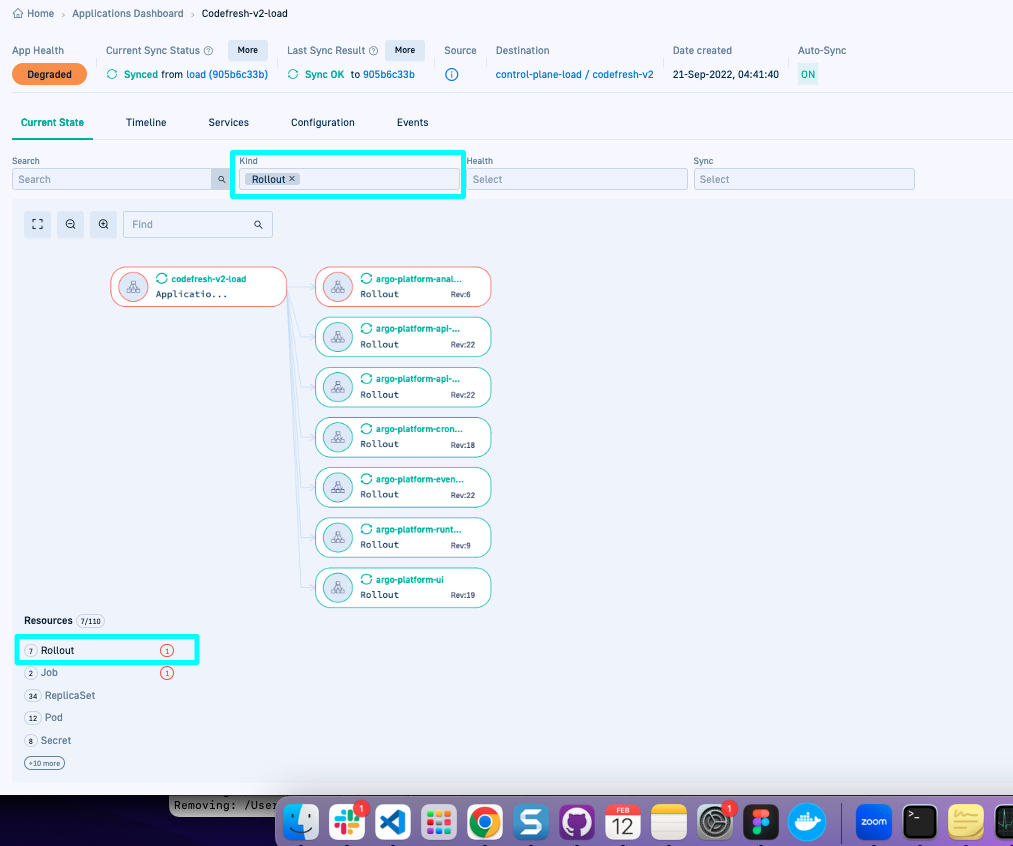 Home › Applications Dashboard › Codefresh-v2-load
App Health
Degraded
Current Sync Status
More
Synced from load (905b6c33b)
Last Sync Result
More
Sync OK to 905b6c33b
Source
Destination
control-plane-load / codefresh-v2
Date created
21-Sep-2022, 04:41:40
Auto-Sync
ON
Current State
Timeline
Services
Configuration
Events
Search
Search
Kind
Rollout ×
Health
Select
Sync
Select
Find
codefresh-v2-load
Applicatio...
argo-platform-anal...
Rollout Rev:6
argo-platform-api-...
Rollout Rev:22
argo-platform-api-...
Rollout Rev:22
argo-platform-cron...
Rollout Rev:18
argo-platform-even...
Rollout Rev:22
argo-platform-runt...
Rollout Rev:9
argo-platform-ui
Rollout Rev:19
Resources 7/110
7 Rollout 1
2 Job 1
34 ReplicaSet
12 Pod
8 Secret
+10 more
Removing: /User
1
S
FEB
12
1
zoom
>_